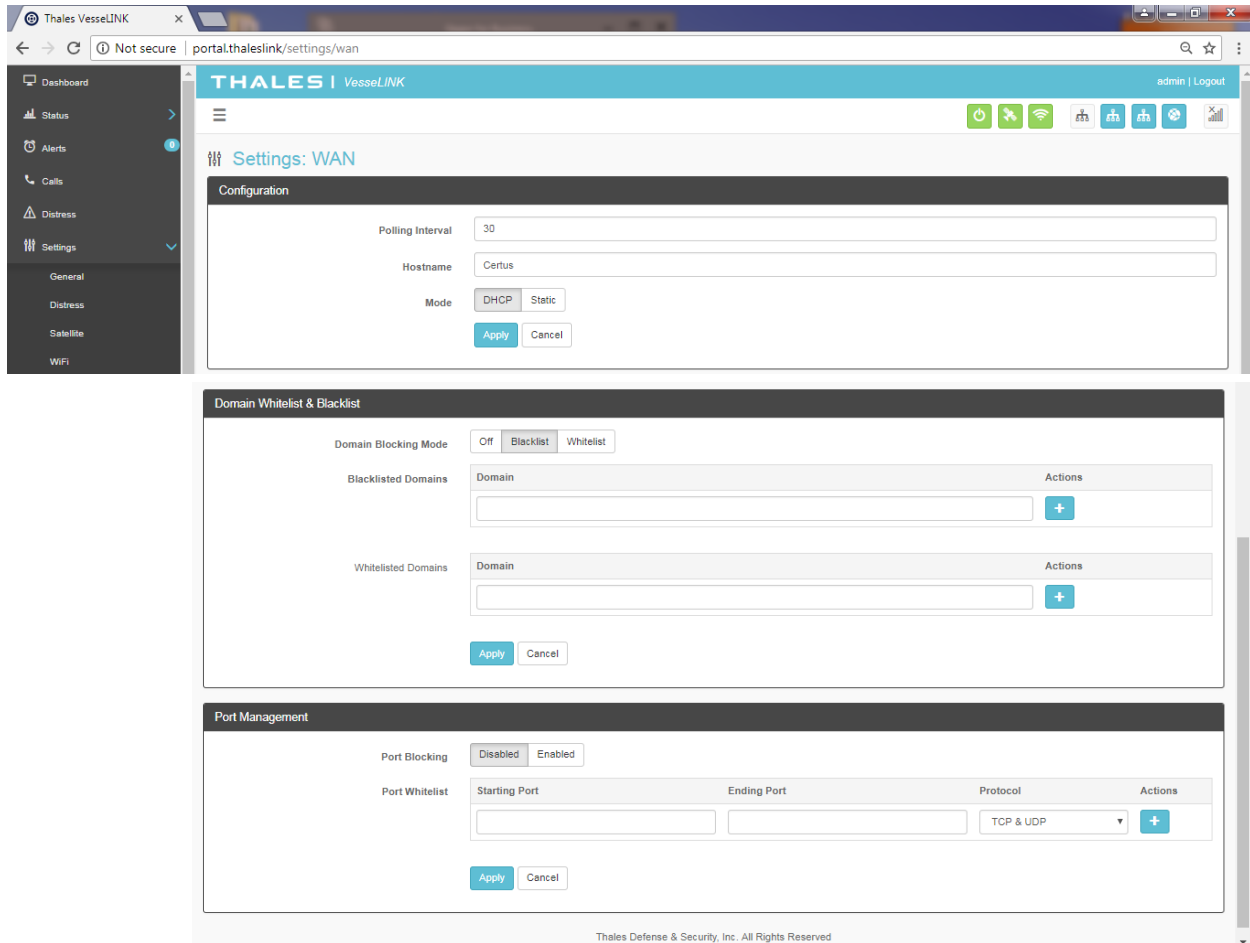 Thales VesseLINK
Not secure | portal.thaleslink/settings/wan
Dashboard
THALES | VesseLINK
admin | Logout
Status
Alerts 0
Calls
Distress
Settings
General
Distress
Satellite
WiFi
Settings: WAN
Configuration
Polling Interval 30
Hostname Certus
Mode DHCP Static
Apply Cancel
Domain Whitelist & Blacklist
Domain Blocking Mode Off Blacklist Whitelist
Blacklisted Domains Domain Actions
Whitelisted Domains Domain Actions
Apply Cancel
Port Management
Port Blocking Disabled Enabled
Port Whitelist Starting Port Ending Port Protocol Actions
TCP & UDP
Apply Cancel
Thales Defense & Security, Inc. All Rights Reserved